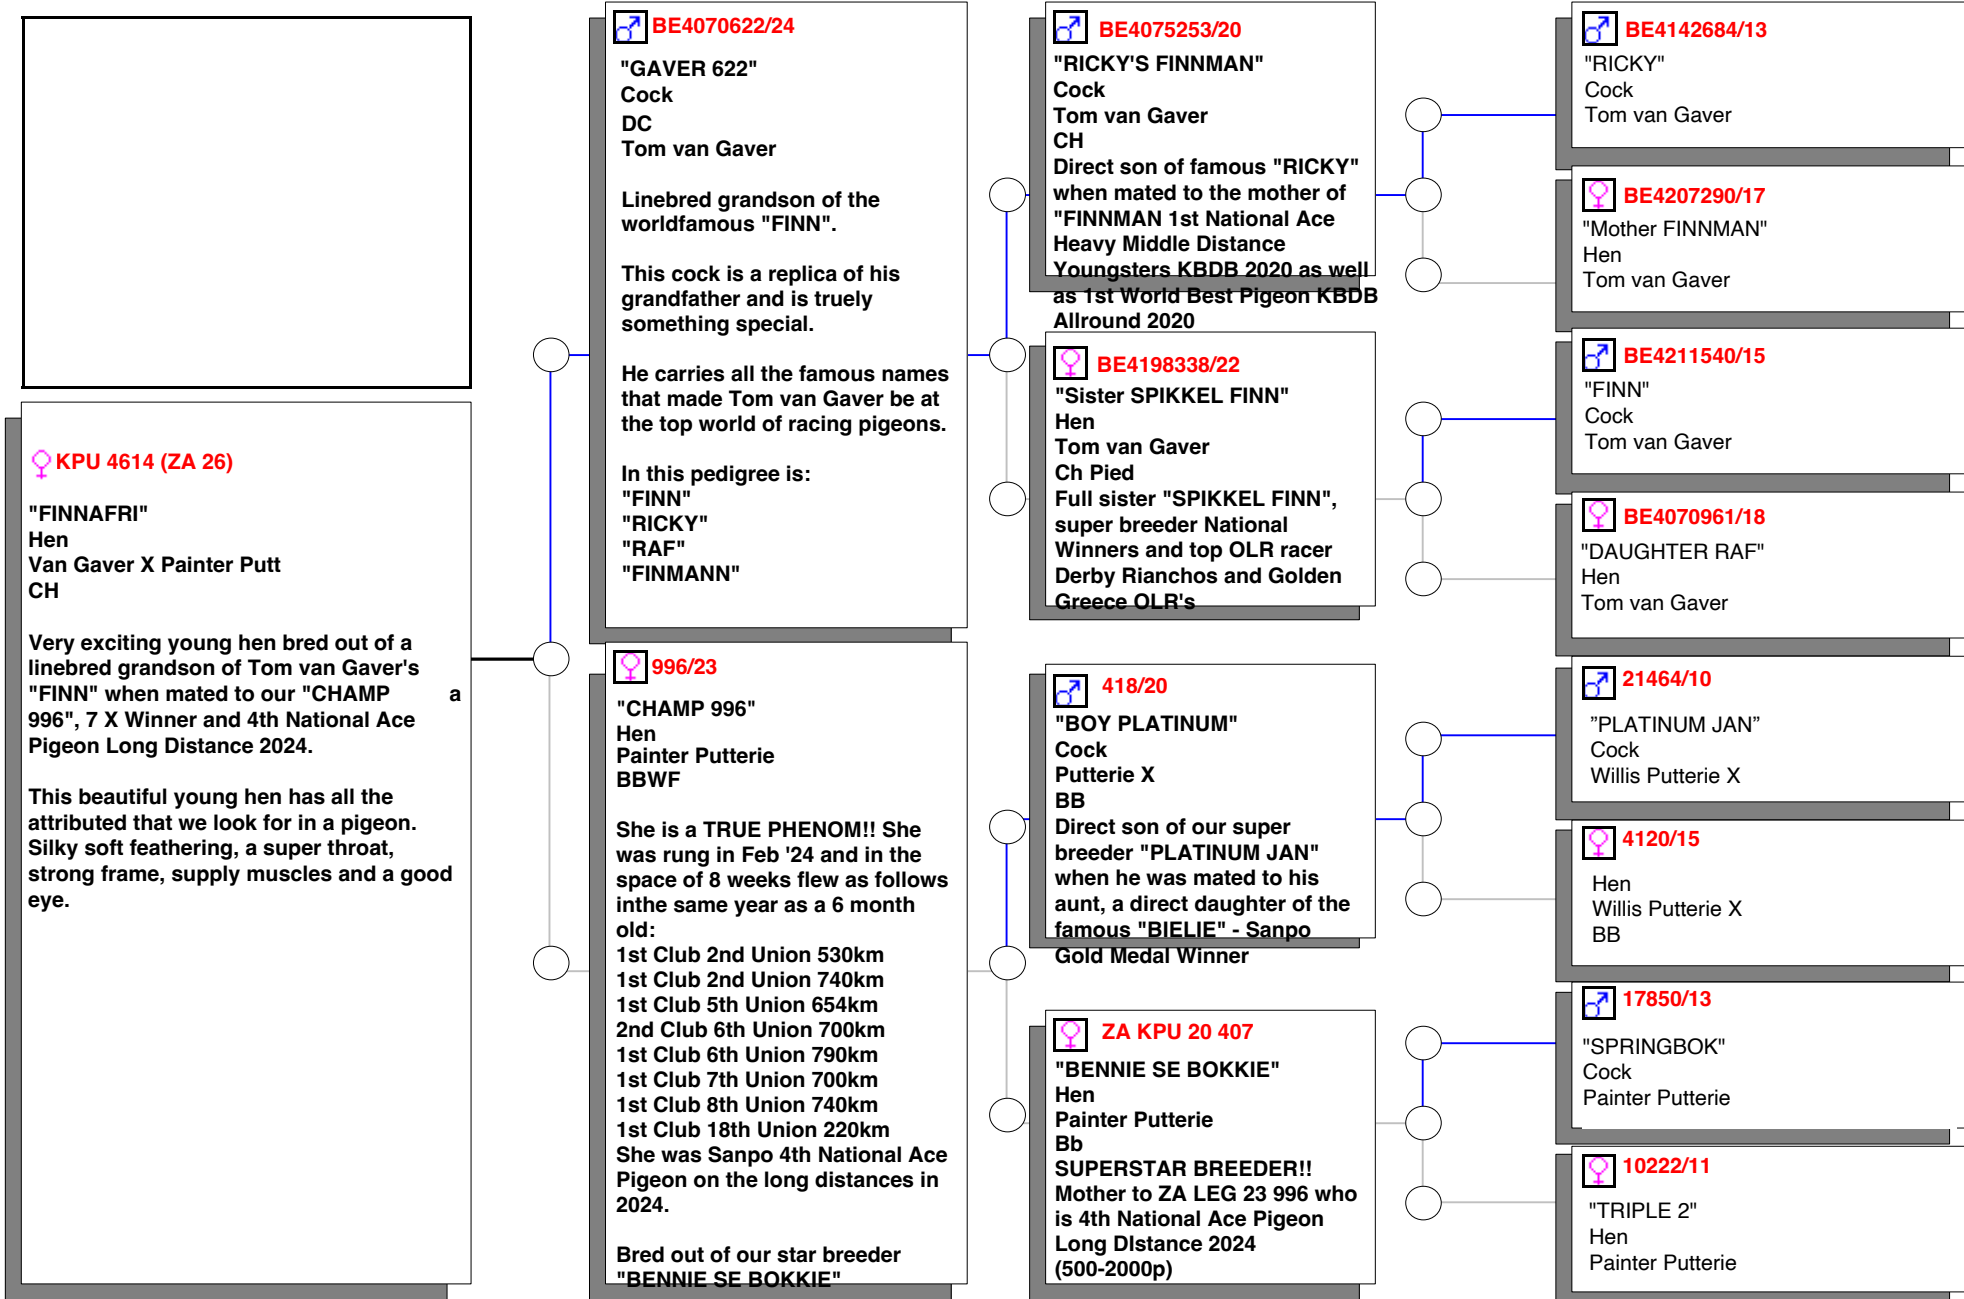 KPU 4614 (ZA 26)
"FINNAFRI"
Hen
Van Gaver X Painter Putt
CH
Very exciting young hen bred out of a
linebred grandson of Tom van Gaver's
"FINN" when mated to our "CHAMP a
996", 7 X Winner and 4th National Ace
Pigeon Long Distance 2024.
This beautiful young hen has all the
attributed that we look for in a pigeon.
Silky soft feathering, a super throat,
strong frame, supply muscles and a good
eye.
BE4070622/24
"GAVER 622"
Cock
DC
Tom van Gaver
Linebred grandson of the
worldfamous "FINN".
This cock is a replica of his
grandfather and is truely
something special.
He carries all the famous names
that made Tom van Gaver be at
the top world of racing pigeons.
In this pedigree is:
"FINN"
"RICKY"
"RAF"
"FINMANN"
996/23
"CHAMP 996"
Hen
Painter Putterie
BBWF
She is a TRUE PHENOM!! She
was rung in Feb '24 and in the
space of 8 weeks flew as follows
inthe same year as a 6 month
old:
1st Club 2nd Union 530km
1st Club 2nd Union 740km
1st Club 5th Union 654km
2nd Club 6th Union 700km
1st Club 6th Union 790km
1st Club 7th Union 700km
1st Club 8th Union 740km
1st Club 18th Union 220km
She was Sanpo 4th National Ace
Pigeon on the long distances in
2024.
Bred out of our star breeder
"BENNIE SE BOKKIE"
BE4075253/20
"RICKY'S FINNMAN"
Cock
Tom van Gaver
CH
Direct son of famous "RICKY"
when mated to the mother of
"FINNMAN 1st National Ace
Heavy Middle Distance
Youngsters KBDB 2020 as well
as 1st World Best Pigeon KBDB
Allround 2020
BE4198338/22
"Sister SPIKKEL FINN"
Hen
Tom van Gaver
Ch Pied
Full sister "SPIKKEL FINN",
super breeder National
Winners and top OLR racer
Derby Rianchos and Golden
Greece OLR's
418/20
"BOY PLATINUM"
Cock
Putterie X
BB
Direct son of our super
breeder "PLATINUM JAN"
when he was mated to his
aunt, a direct daughter of the
famous "BIELIE" - Sanpo
Gold Medal Winner
ZA KPU 20 407
"BENNIE SE BOKKIE"
Hen
Painter Putterie
Bb
SUPERSTAR BREEDER!!
Mother to ZA LEG 23 996 who
is 4th National Ace Pigeon
Long DIstance 2024
(500-2000p)
BE4142684/13
"RICKY"
Cock
Tom van Gaver
BE4207290/17
"Mother FINNMAN"
Hen
Tom van Gaver
BE4211540/15
"FINN"
Cock
Tom van Gaver
BE4070961/18
"DAUGHTER RAF"
Hen
Tom van Gaver
21464/10
”PLATINUM JAN”
Cock
Willis Putterie X
4120/15
Hen
Willis Putterie X
BB
17850/13
"SPRINGBOK"
Cock
Painter Putterie
10222/11
"TRIPLE 2"
Hen
Painter Putterie